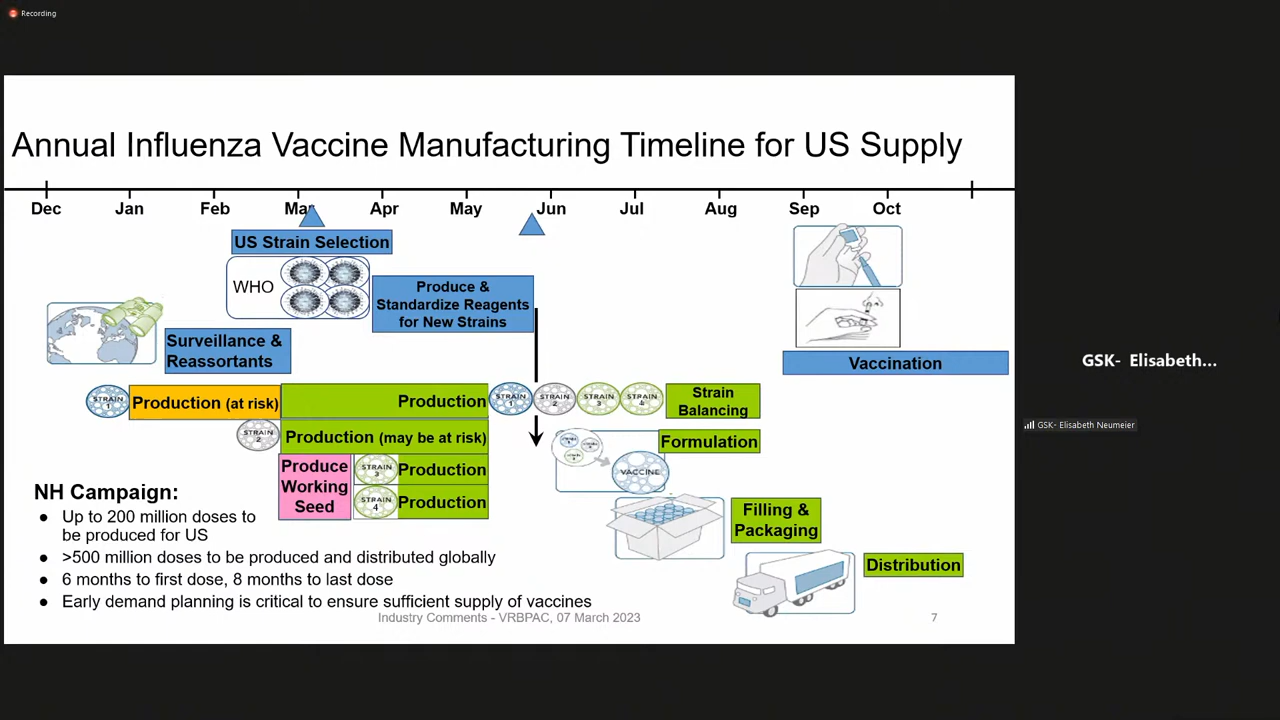 Recording
Annual Influenza Vaccine Manufacturing Timeline for US Supply
Dec Jan Feb Mar Apr May Jun Jul Aug Sep Oct
US Strain Selection
WHO
Produce &
Standardize Reagents
for New Strains
Surveillance &
Reassortants
Vaccination
STRAIN
1
Production (at risk)
Production
STRAIN
1
STRAIN
2
STRAIN
3
STRAIN
4
Strain
Balancing
STRAIN
2
Production (may be at risk)
Formulation
VACCINE
Produce
Working
Seed
STRAIN
3
Production
STRAIN
4
Production
Filling &
Packaging
Distribution
NH Campaign:
● Up to 200 million doses to
be produced for US
● >500 million doses to be produced and distributed globally
● 6 months to first dose, 8 months to last dose
● Early demand planning is critical to ensure sufficient supply of vaccines
Industry Comments - VRBPAC, 07 March 2023
7
GSK- Elisabeth...
GSK- Elisabeth Neumeier